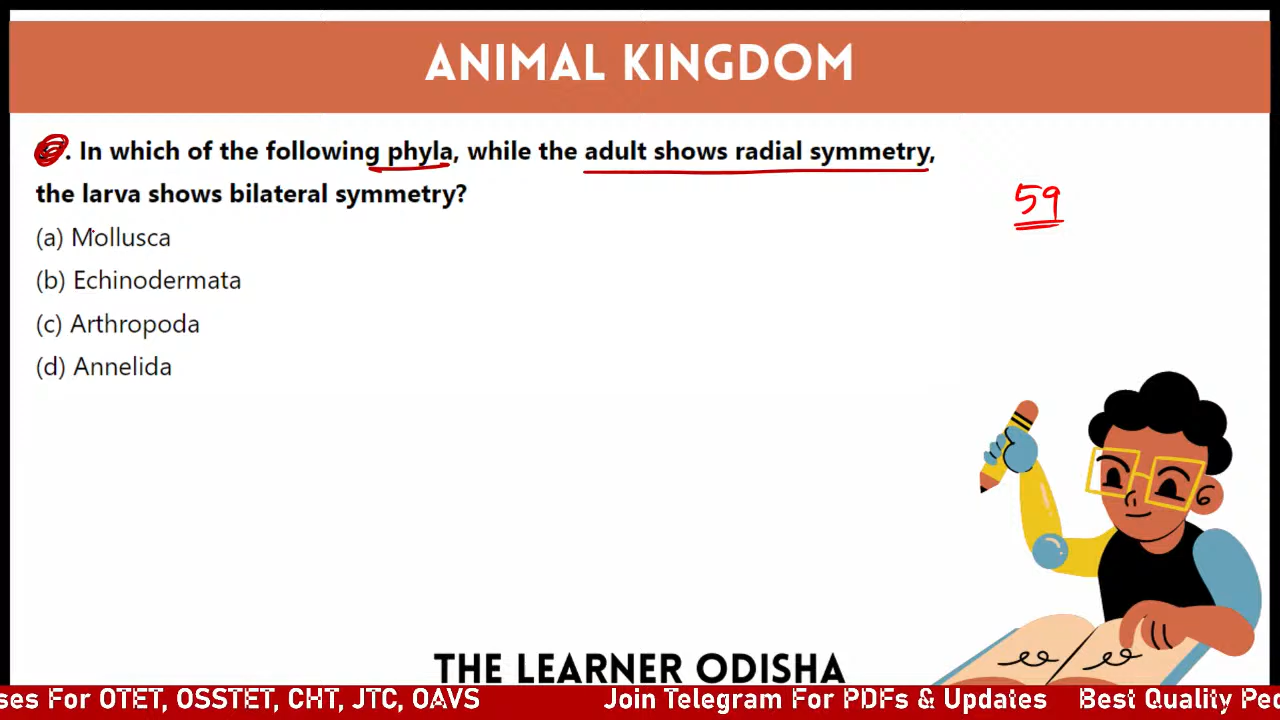 ANIMAL KINGDOM
. In which of the following phyla, while the adult shows radial symmetry,
the larva shows bilateral symmetry?
59
(a) Mollusca
(b) Echinodermata
(c) Arthropoda
(d) Annelida
THE LEARNER ODISHA
ses For OTET, OSSTET, CHT, JTC, OAVS Join Telegram For PDFs & Updates Best Quality Ped